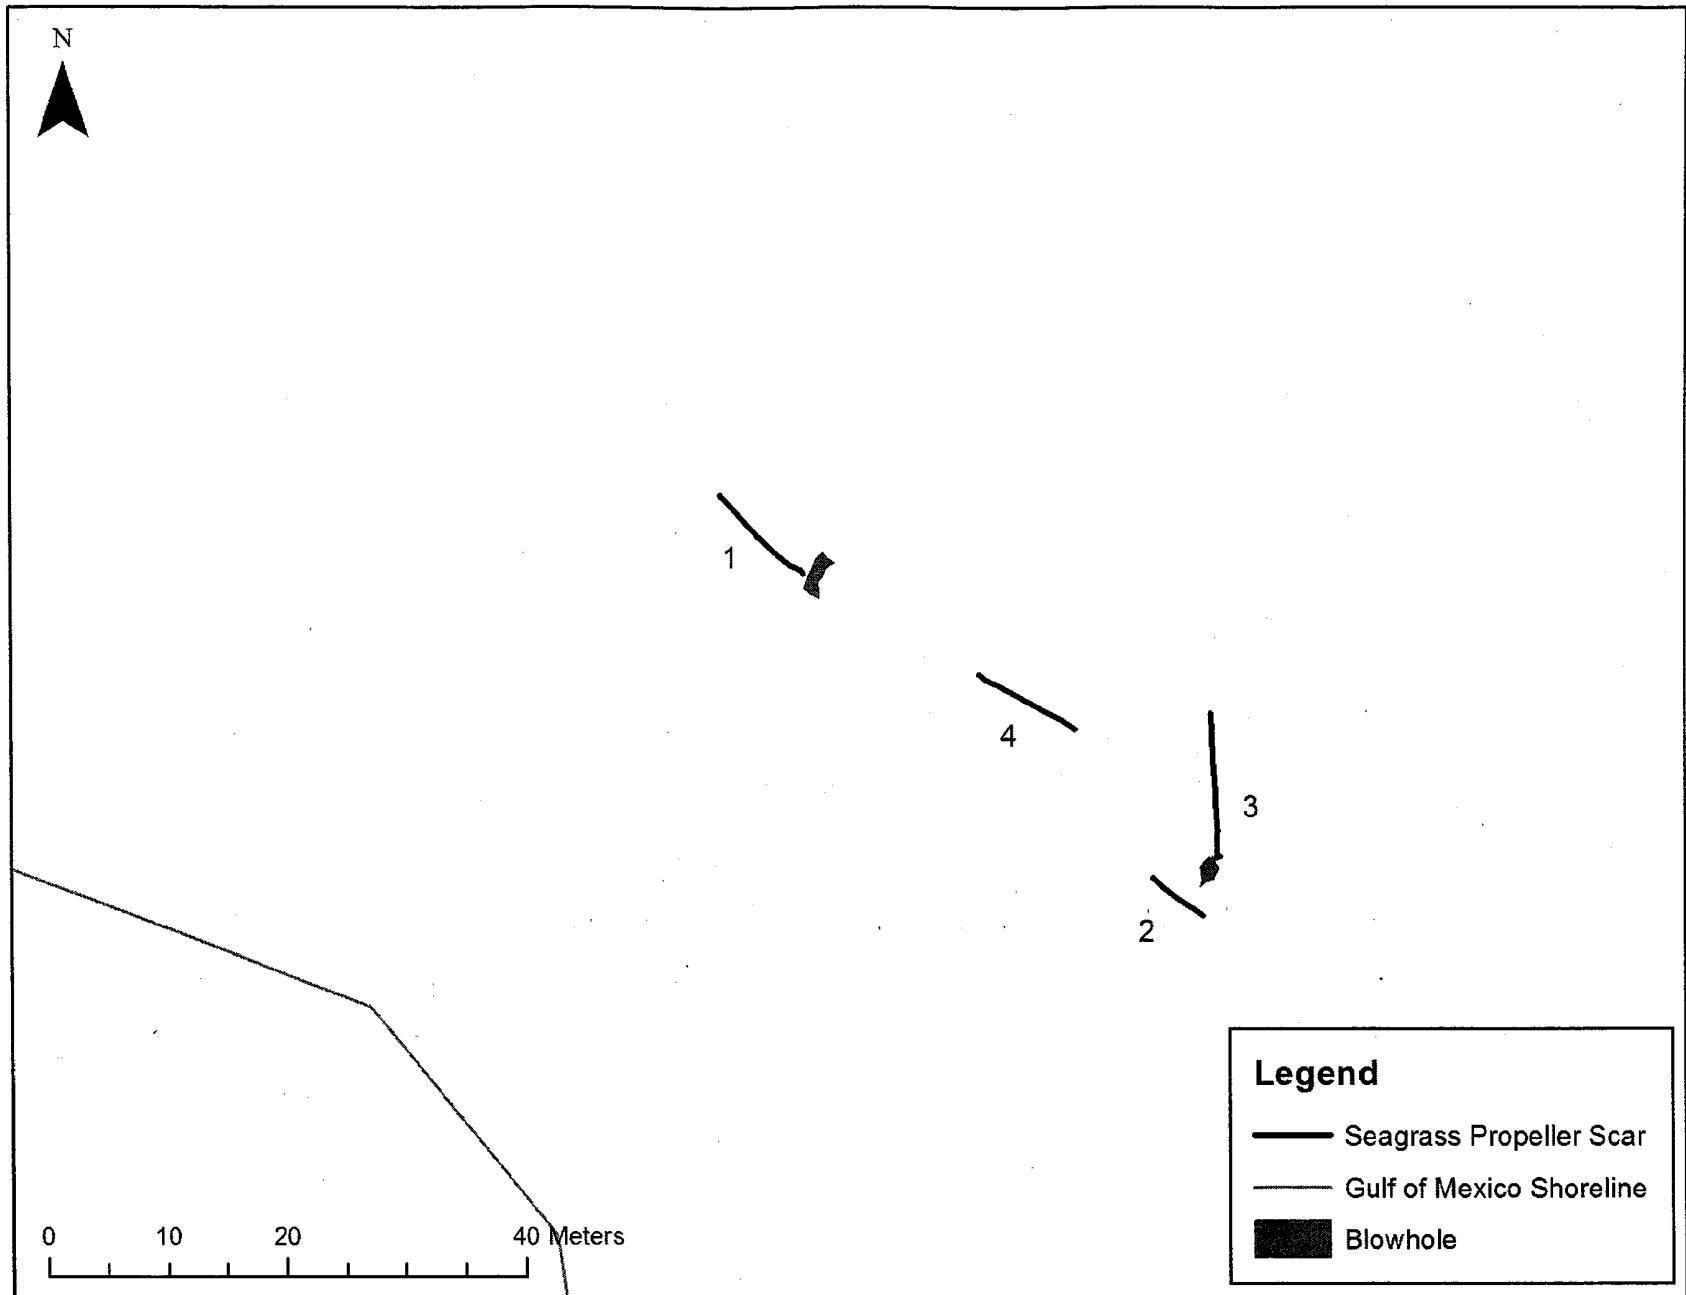 N
1
4
3
2
Legend
Seagrass Propeller Scar
Gulf of Mexico Shoreline
Blowhole
0 10 20 40 Meters